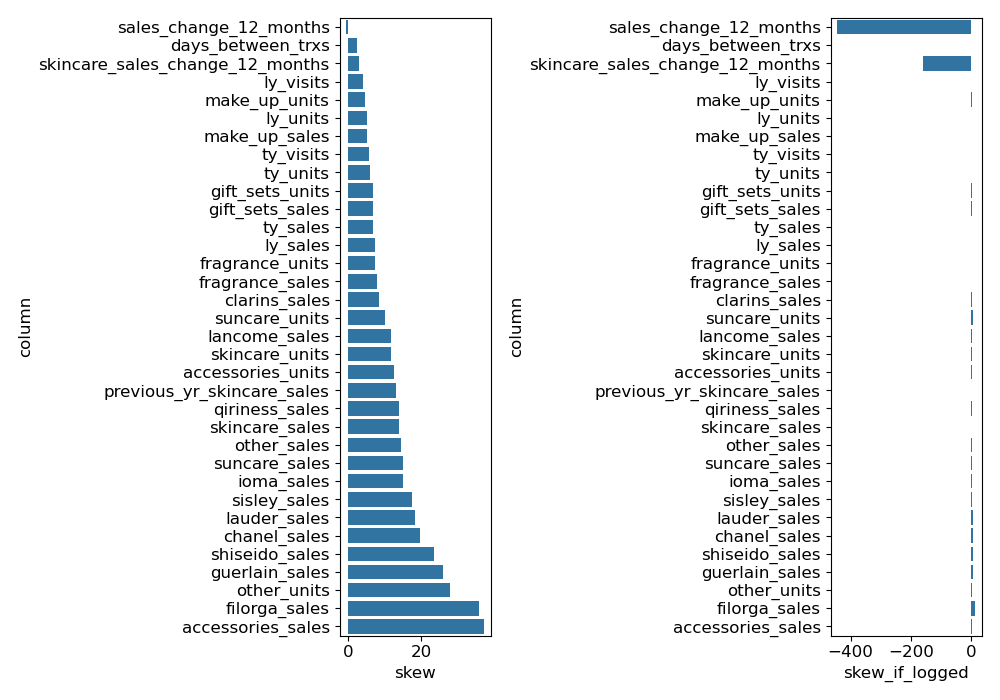 sales_change_12_months
days_between_trxs
skincare_sales_change_12_months
ly_visits
make_up_units
ly_units
make_up_sales
ty_visits
ty_units
gift_sets_units
gift_sets_sales
ty_sales
ly_sales
fragrance_units
fragrance_sales
clarins_sales
suncare_units
lancome_sales
skincare_units
accessories_units
previous_yr_skincare_sales
qiriness_sales
skincare_sales
other_sales
suncare_sales
ioma_sales
sisley_sales
lauder_sales
chanel_sales
shiseido_sales
guerlain_sales
other_units
filorga_sales
accessories_sales
column
0 20
skew
sales_change_12_months
days_between_trxs
skincare_sales_change_12_months
ly_visits
make_up_units
ly_units
make_up_sales
ty_visits
ty_units
gift_sets_units
gift_sets_sales
ty_sales
ly_sales
fragrance_units
fragrance_sales
clarins_sales
suncare_units
lancome_sales
skincare_units
accessories_units
previous_yr_skincare_sales
qiriness_sales
skincare_sales
other_sales
suncare_sales
ioma_sales
sisley_sales
lauder_sales
chanel_sales
shiseido_sales
guerlain_sales
other_units
filorga_sales
accessories_sales
column
−400 −200 0
skew_if_logged